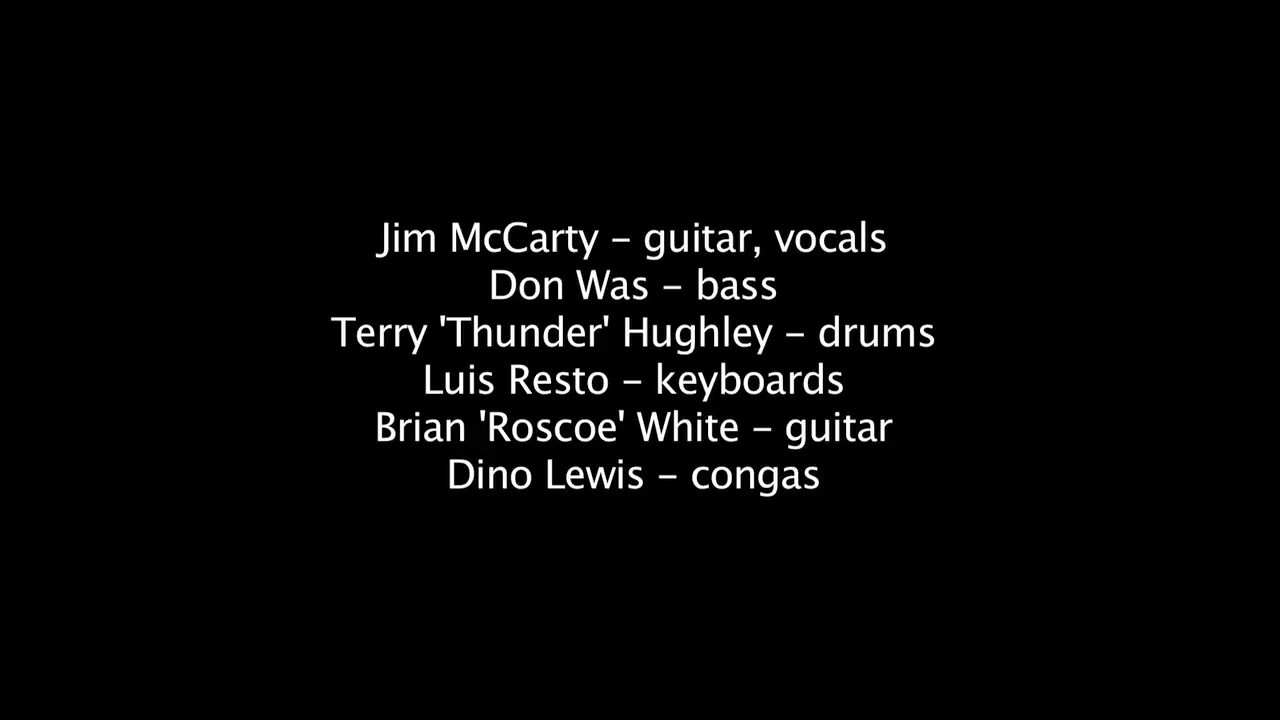 Jim McCarty – guitar, vocals
Don Was – bass
Terry 'Thunder' Hughley – drums
Luis Resto – keyboards
Brian 'Roscoe' White – guitar
Dino Lewis – congas